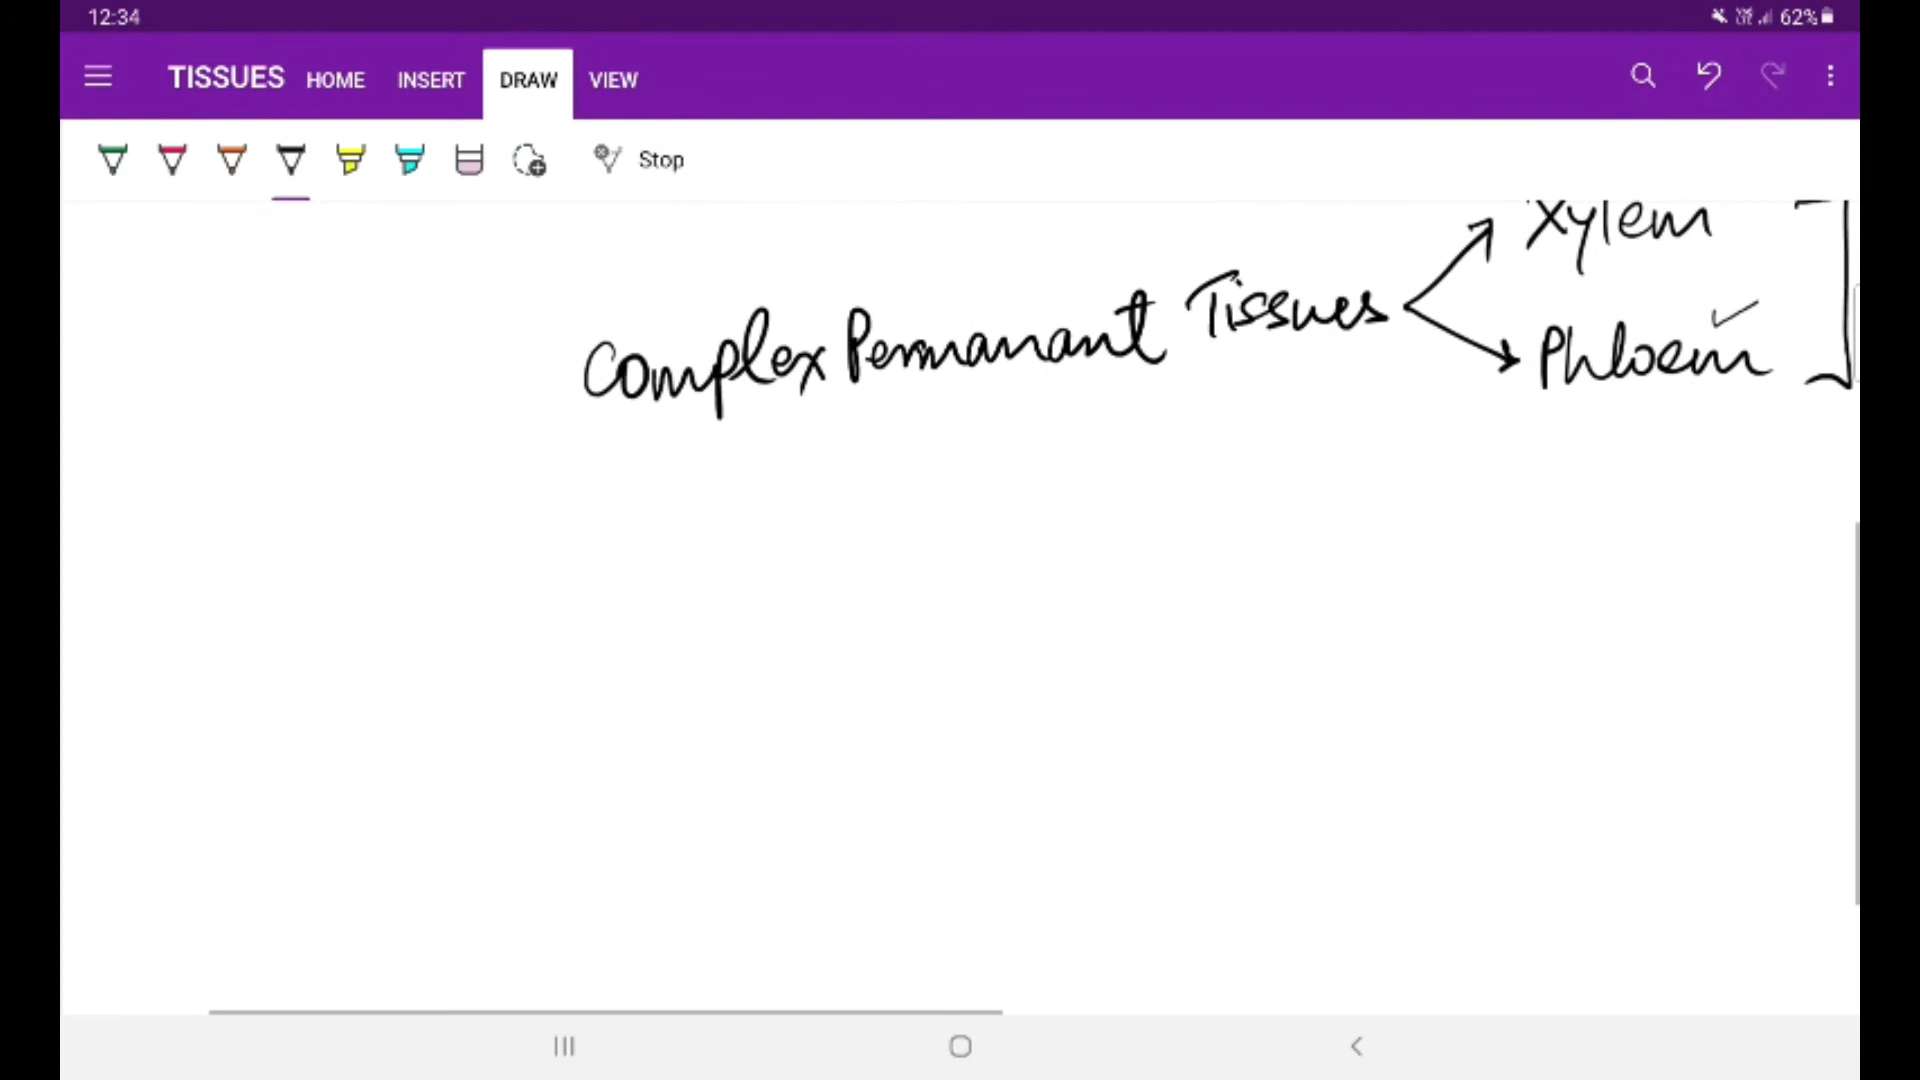 12:34 62%
TISSUES HOME INSERT DRAW VIEW
Stop
Xylem
Complex Permanant Tissues
Phloem